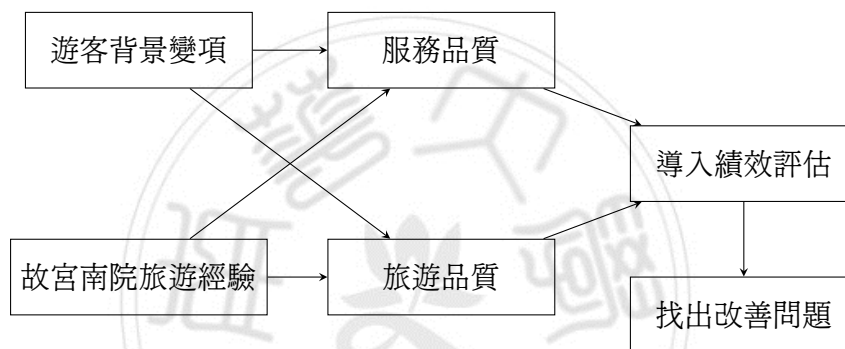 遊客背景變項
服務品質
導入績效評估
故宮南院旅遊經驗
旅遊品質
找出改善問題